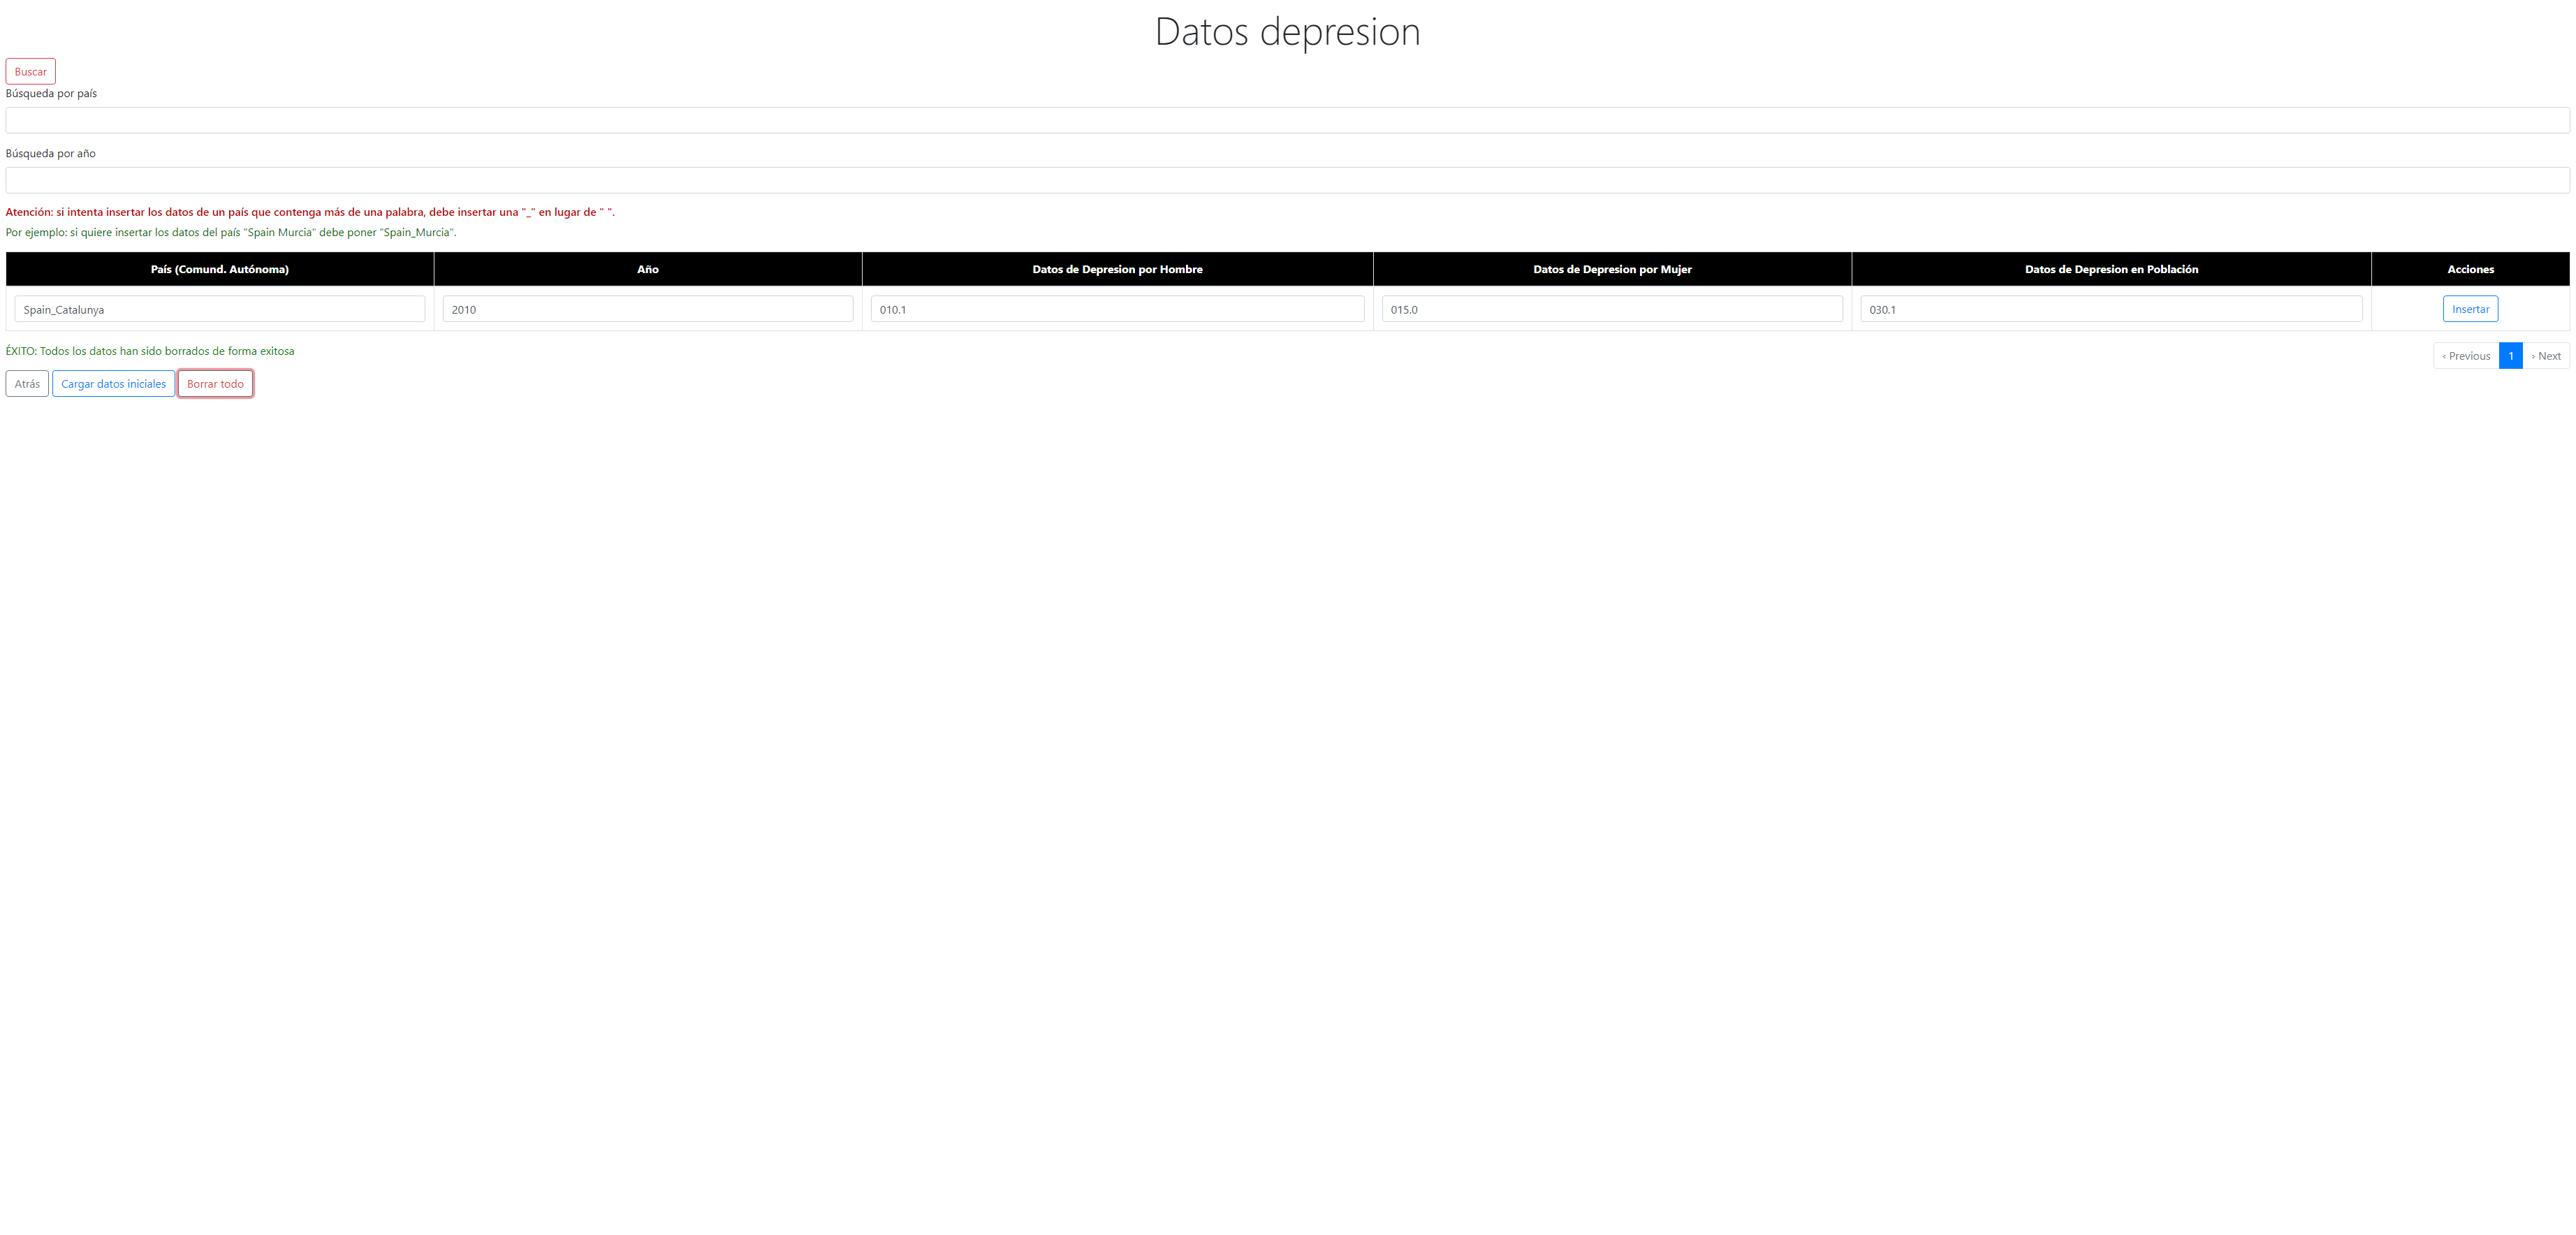 Datos depresion
Buscar
Búsqueda por país
Búsqueda por año
Atención: si intenta insertar los datos de un país que contenga más de una palabra, debe insertar una "_" en lugar de " ".
Por ejemplo: si quiere insertar los datos del país "Spain Murcia" debe poner "Spain_Murcia".
País (Comund. Autónoma) Año Datos de Depresion por Hombre Datos de Depresion por Mujer Datos de Depresion en Población Acciones
Spain_Catalunya 2010 010.1 015.0 030.1 Insertar
ÉXITO: Todos los datos han sido borrados de forma exitosa
‹ Previous 1 › Next
Atrás Cargar datos iniciales Borrar todo